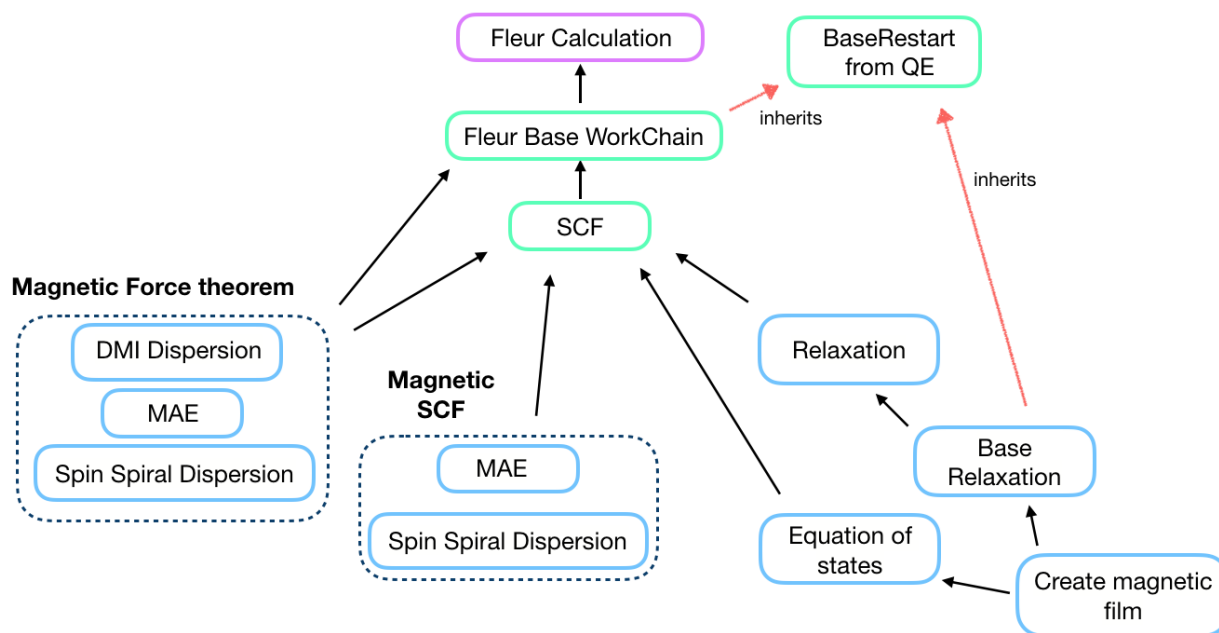 Fleur Calculation
BaseRestart
from QE
inherits
Fleur Base WorkChain
inherits
SCF
Magnetic Force theorem
DMI Dispersion
MAE
Spin Spiral Dispersion
Magnetic
SCF
MAE
Spin Spiral Dispersion
Relaxation
Base
Relaxation
Equation of
states
Create magnetic
film